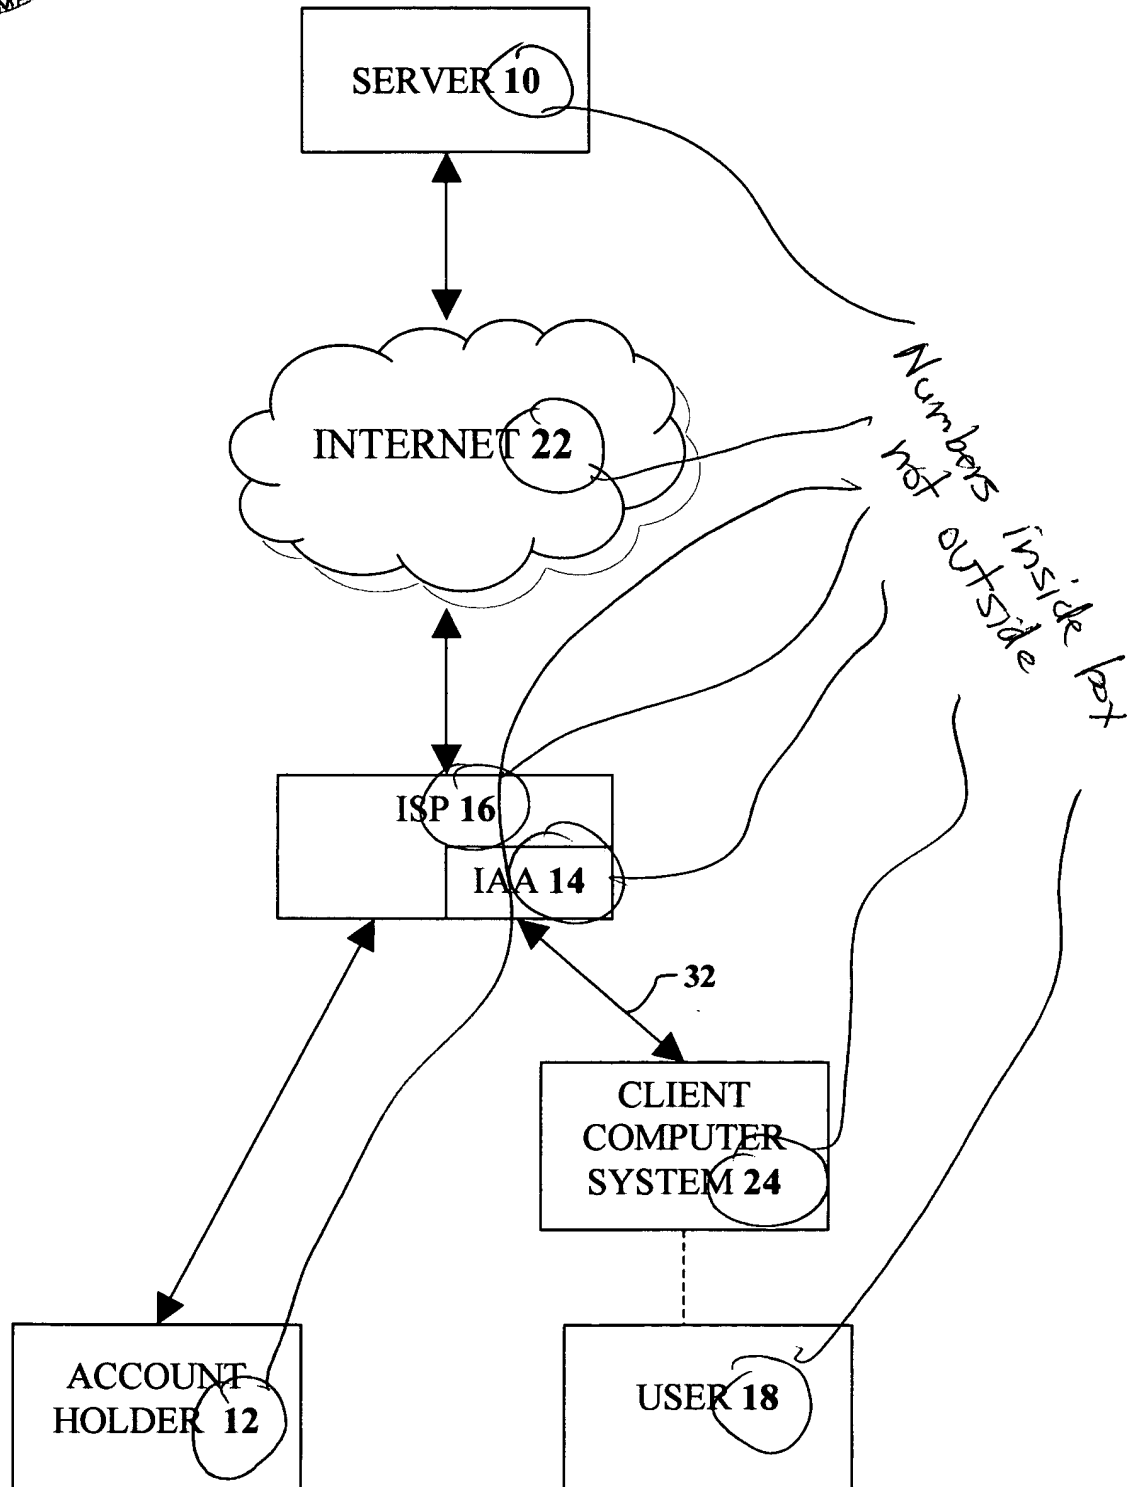 SERVER 10
INTERNET 22
Numbers inside box
not outside
ISP 16
IAA 14
32
CLIENT
COMPUTER
SYSTEM 24
ACCOUNT
HOLDER 12
USER 18